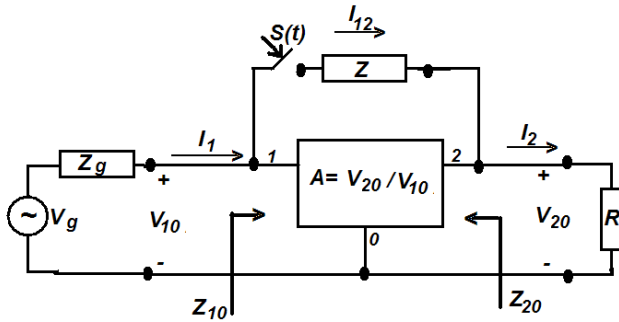 S(t)
I12
Z
I1
I2
Zg
1
2
A= V20 / V10
+
+
Vg
~
V10
V20
R
0
-
-
Z10
Z20